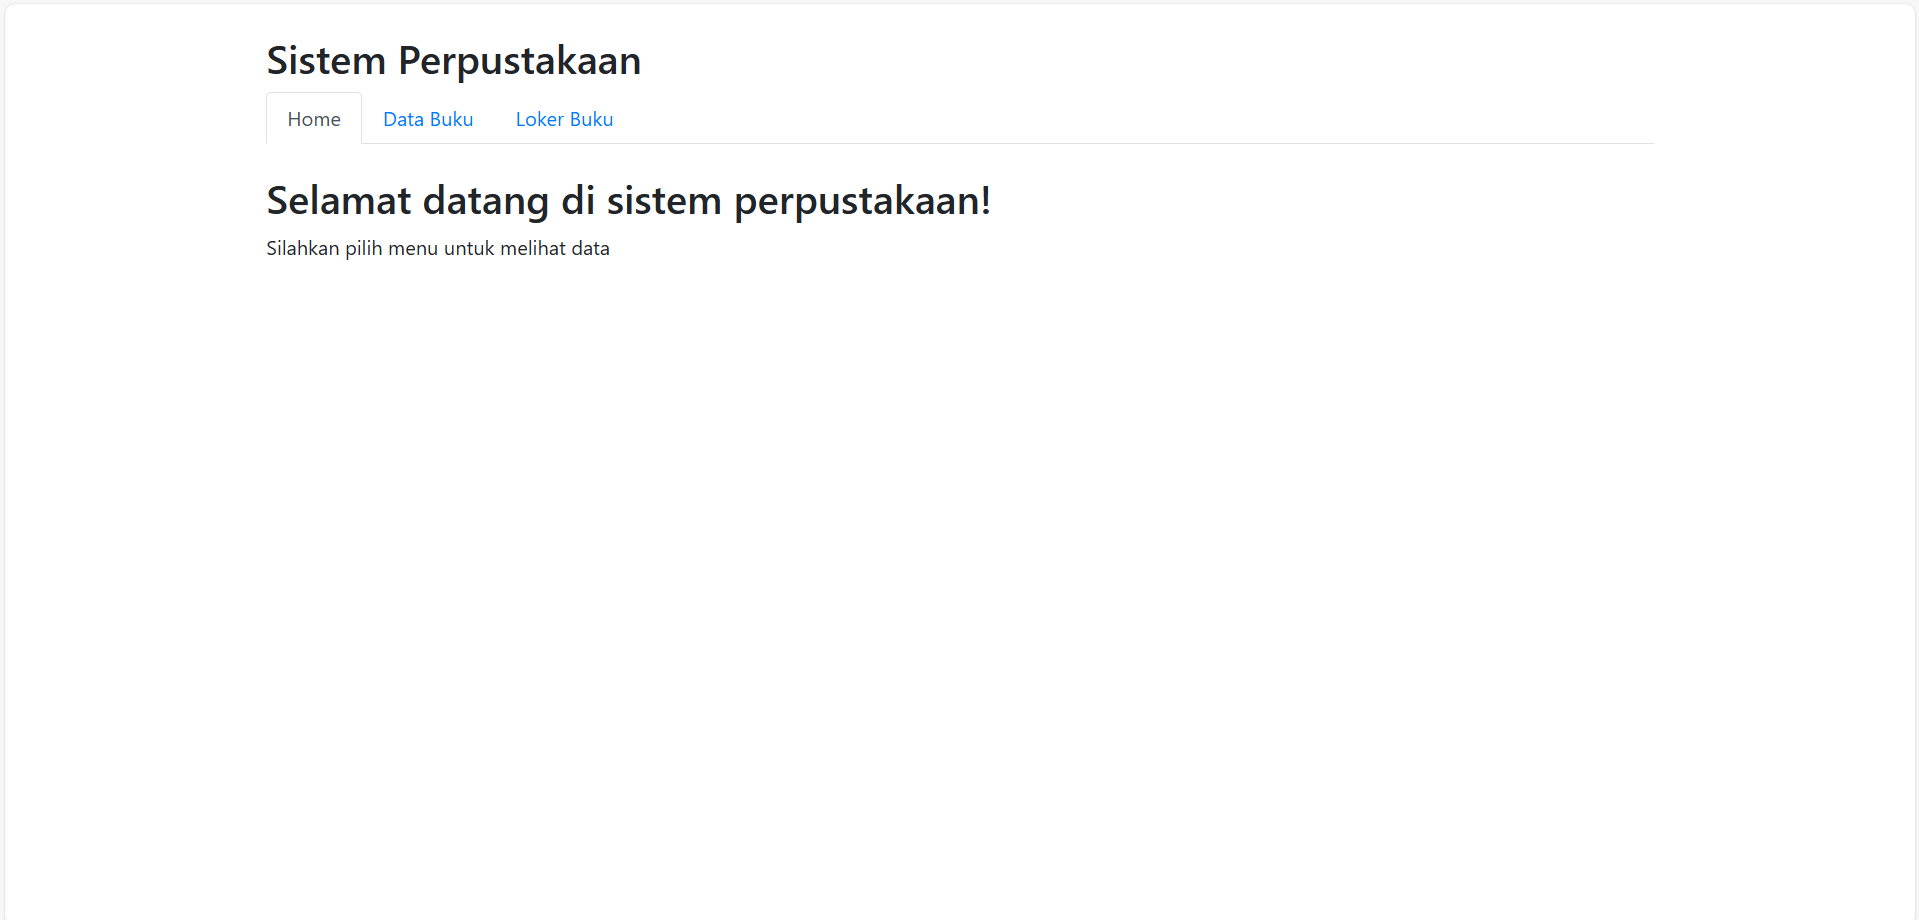 Sistem Perpustakaan
Home Data Buku Loker Buku
Selamat datang di sistem perpustakaan!
Silahkan pilih menu untuk melihat data